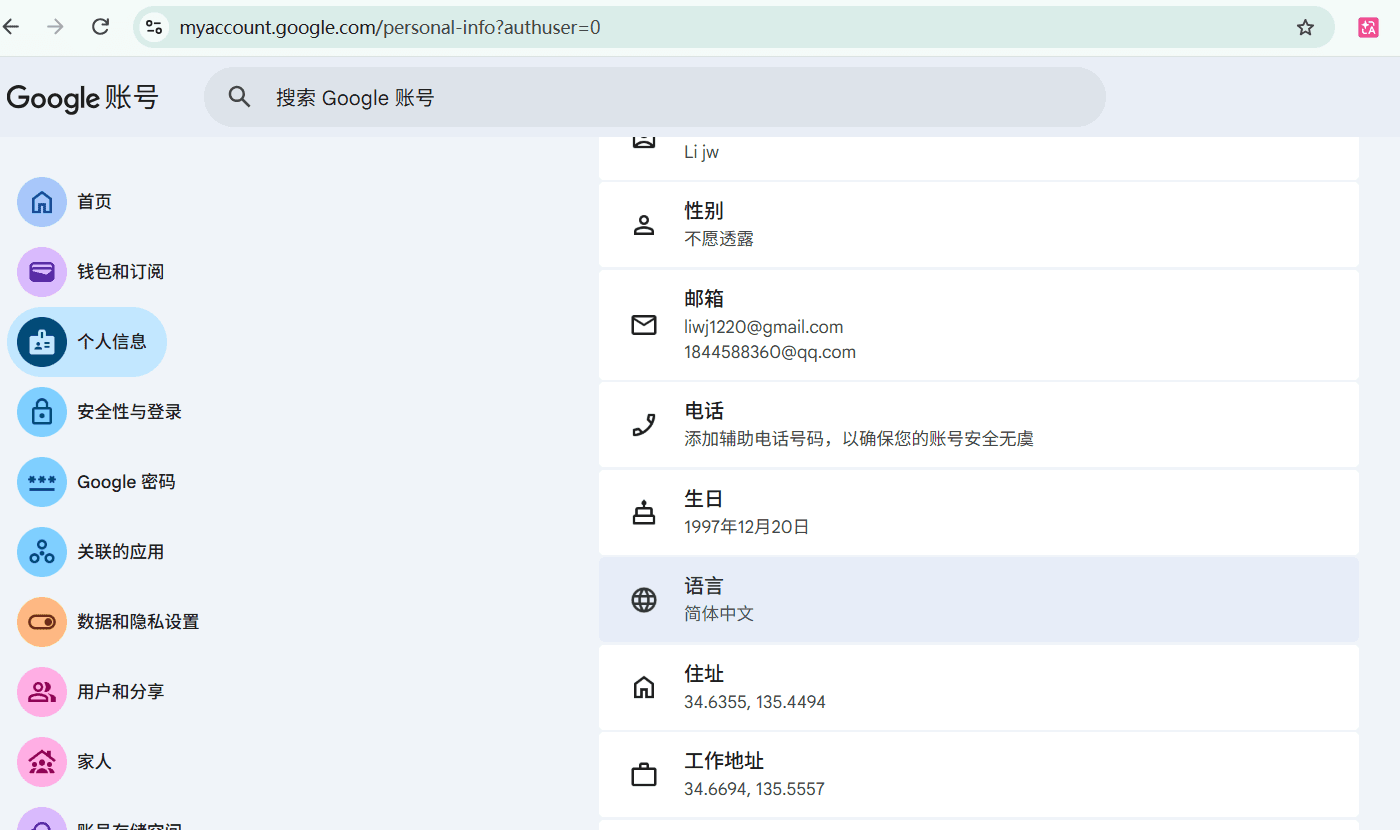 myaccount.google.com/personal-info?authuser=0
Google 账号
搜索 Google 账号
首页
钱包和订阅
个人信息
安全性与登录
Google 密码
关联的应用
数据和隐私设置
用户和分享
家人
账号存储空间
Li jw
性别
不愿透露
邮箱
liwj1220@gmail.com
1844588360@qq.com
电话
添加辅助电话号码，以确保您的账号安全无虞
生日
1997年12月20日
语言
简体中文
住址
34.6355, 135.4494
工作地址
34.6694, 135.5557